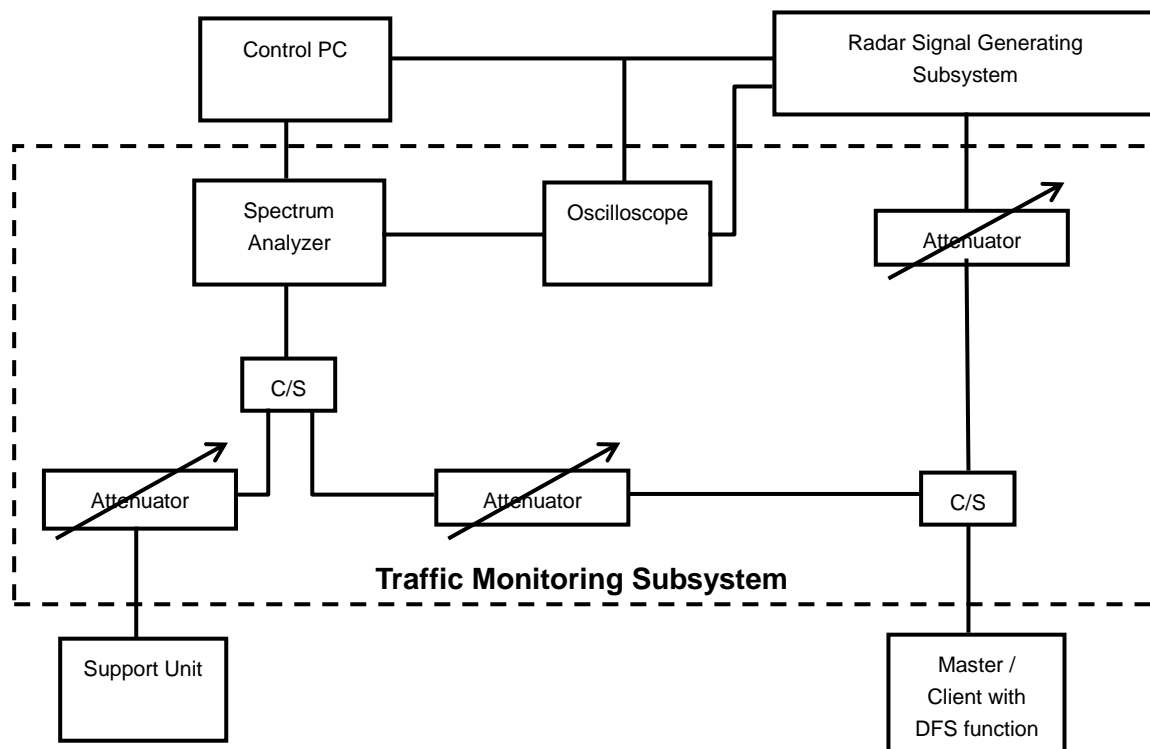 Control PC
Radar Signal Generating
Subsystem
Spectrum
Analyzer
Oscilloscope
Attenuator
C/S
Attenuator
Attenuator
C/S
Traffic Monitoring Subsystem
Support Unit
Master /
Client with
DFS function